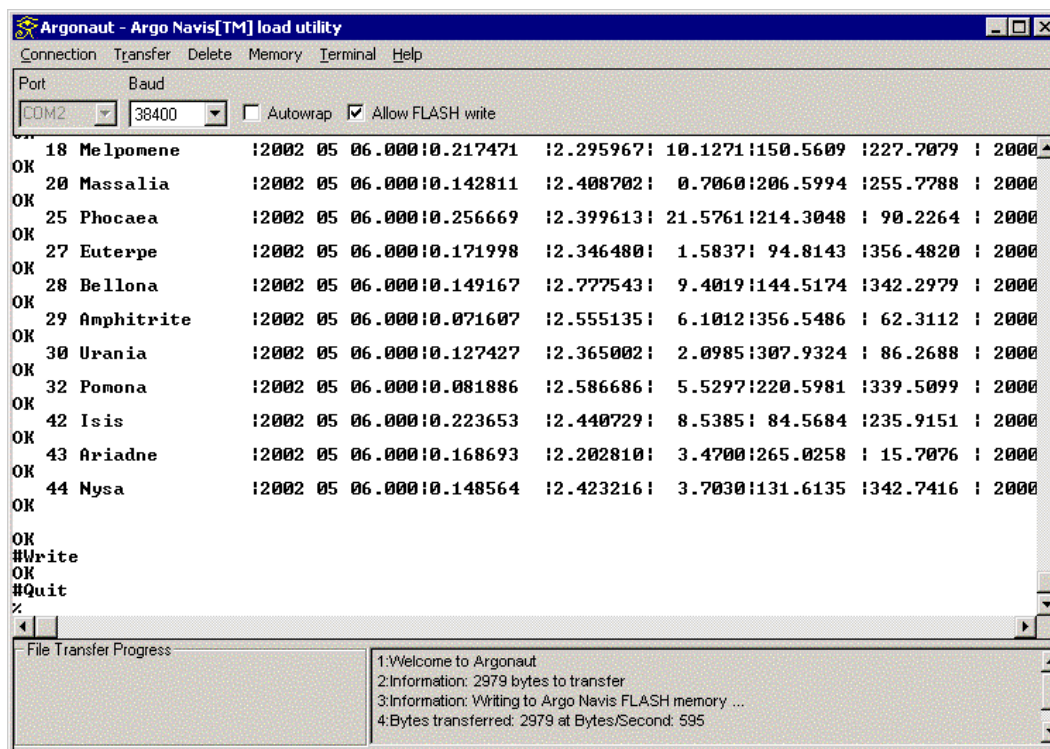 Argonaut - Argo Navis[TM] load utility
Connection Transfer Delete Memory Terminal Help
Port Baud
COM2 38400 Autowrap Allow FLASH write
OK
18 Melpomene |2002 05 06.000|0.217471 |2.295967| 10.1271|150.5609 |227.7079 | 2000
OK
20 Massalia |2002 05 06.000|0.142811 |2.408702| 0.7060|206.5994 |255.7788 | 2000
OK
25 Phocaea |2002 05 06.000|0.256669 |2.399613| 21.5761|214.3048 | 90.2264 | 2000
OK
27 Euterpe |2002 05 06.000|0.171998 |2.346480| 1.5837| 94.8143 |356.4820 | 2000
OK
28 Bellona |2002 05 06.000|0.149167 |2.777543| 9.4019|144.5174 |342.2979 | 2000
OK
29 Amphitrite |2002 05 06.000|0.071607 |2.555135| 6.1012|356.5486 | 62.3112 | 2000
OK
30 Urania |2002 05 06.000|0.127427 |2.365002| 2.0985|307.9324 | 86.2688 | 2000
OK
32 Pomona |2002 05 06.000|0.081886 |2.586686| 5.5297|220.5981 |339.5099 | 2000
OK
42 Isis |2002 05 06.000|0.223653 |2.440729| 8.5385| 84.5684 |235.9151 | 2000
OK
43 Ariadne |2002 05 06.000|0.168693 |2.202810| 3.4700|265.0258 | 15.7076 | 2000
OK
44 Nysa |2002 05 06.000|0.148564 |2.423216| 3.7030|131.6135 |342.7416 | 2000
OK
OK
#Write
OK
#Quit
%
File Transfer Progress
1:Welcome to Argonaut
2:Information: 2979 bytes to transfer
3:Information: Writing to Argo Navis FLASH memory ...
4:Bytes transferred: 2979 at Bytes/Second: 595